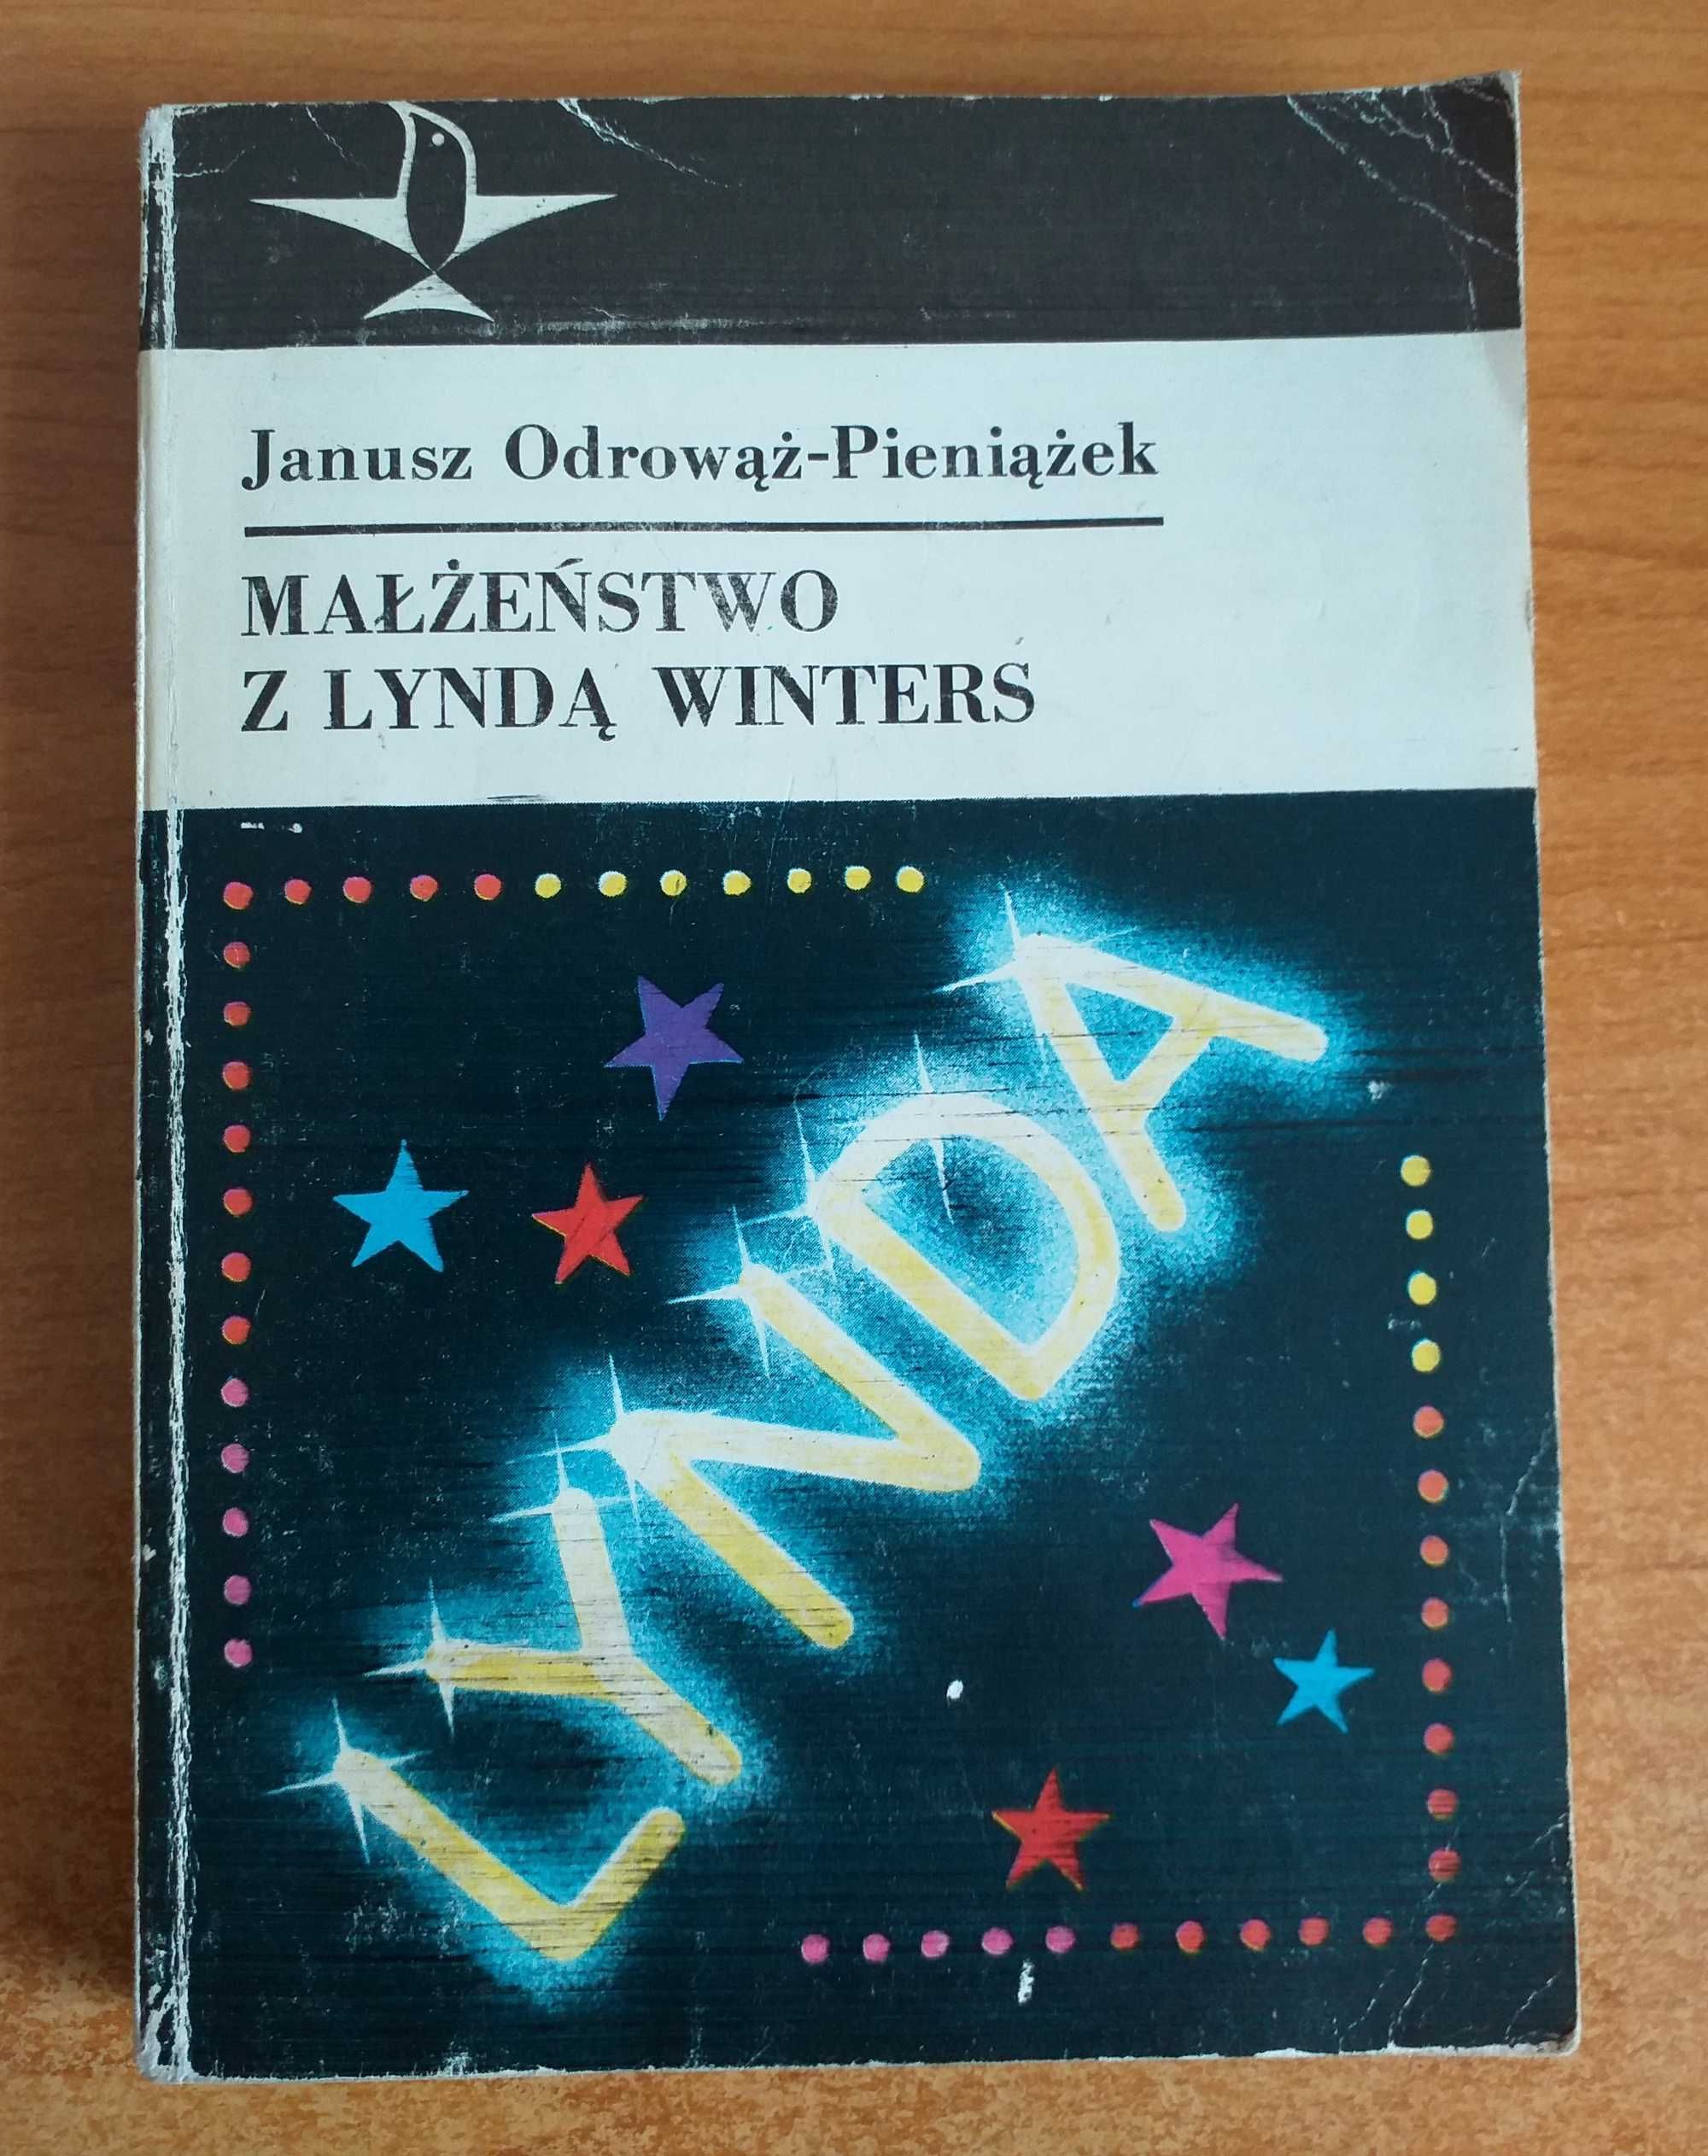 Janusz Odrowąż-Pieniążek
MAŁŻEŃSTWO
Z LYNDĄ WINTERS
LYNDA